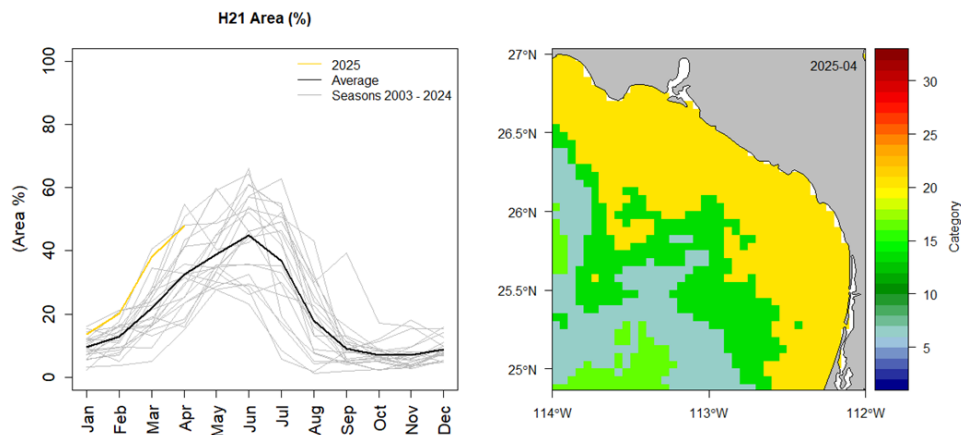 H21 Area (%)
(Area %)
100
80
60
40
20
0
2025
Average
Seasons 2003 - 2024
Jan Feb Mar Apr May Jun Jul Aug Sep Oct Nov Dec
27°N
26.5°N
26°N
25.5°N
25°N
114°W 113°W 112°W
2025-04
30
25
20
15
10
5
Category